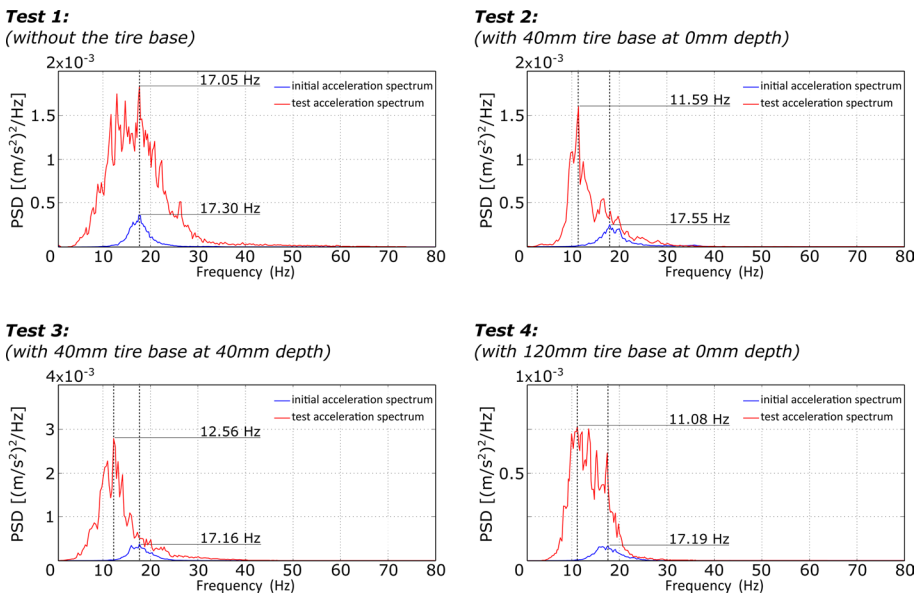 Test 1:
(without the tire base)
2x10⁻³
17.05 Hz
initial acceleration spectrum
test acceleration spectrum
1.5
1
0.5
17.30 Hz
PSD [(m/s²)²/Hz]
0 10 20 30 40 50 60 70 80
Frequency (Hz)
Test 2:
(with 40mm tire base at 0mm depth)
2x10⁻³
initial acceleration spectrum
test acceleration spectrum
11.59 Hz
1.5
1
0.5
17.55 Hz
PSD [(m/s²)²/Hz]
0 10 20 30 40 50 60 70 80
Frequency (Hz)
Test 3:
(with 40mm tire base at 40mm depth)
4x10⁻³
initial acceleration spectrum
test acceleration spectrum
12.56 Hz
3
2
1
17.16 Hz
PSD [(m/s²)²/Hz]
0 10 20 30 40 50 60 70 80
Frequency (Hz)
Test 4:
(with 120mm tire base at 0mm depth)
1x10⁻³
initial acceleration spectrum
test acceleration spectrum
11.08 Hz
0.5
17.19 Hz
PSD [(m/s²)²/Hz]
0 10 20 30 40 50 60 70 80
Frequency (Hz)